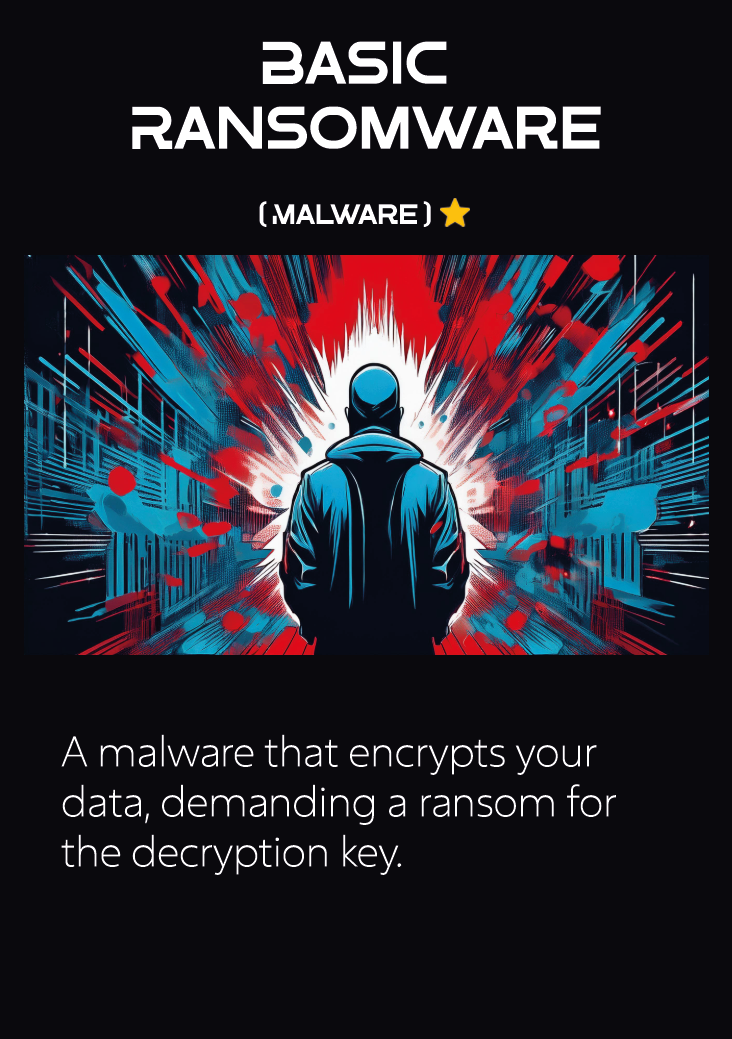 BASIC
RANSOMWARE
(MALWARE) ⭐
A malware that encrypts your
data, demanding a ransom for
the decryption key.